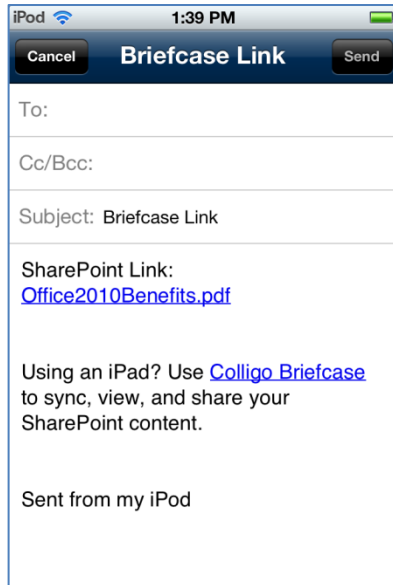 iPod 1:39 PM
Cancel Briefcase Link Send
To:
Cc/Bcc:
Subject: Briefcase Link
SharePoint Link:
Office2010Benefits.pdf
Using an iPad? Use Colligo Briefcase
to sync, view, and share your
SharePoint content.
Sent from my iPod